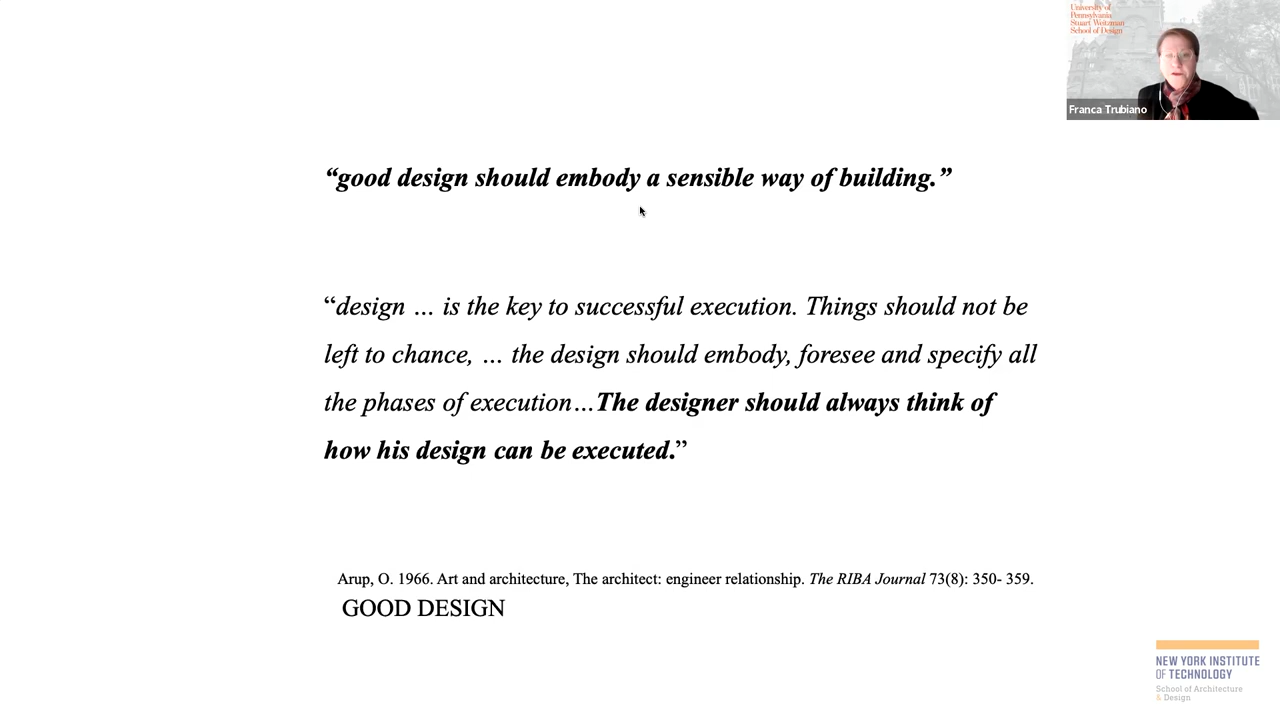 University of
Pennsylvania
Stuart Weitzman
School of Design
Franca Trubiano
“good design should embody a sensible way of building.”
“design … is the key to successful execution. Things should not be
left to chance, … the design should embody, foresee and specify all
the phases of execution…The designer should always think of
how his design can be executed.”
Arup, O. 1966. Art and architecture, The architect: engineer relationship. The RIBA Journal 73(8): 350- 359.
GOOD DESIGN
NEW YORK INSTITUTE
OF TECHNOLOGY
School of Architecture
& Design